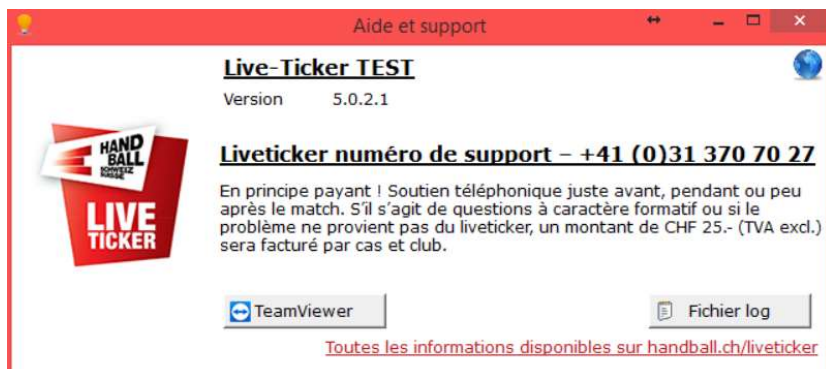 Aide et support
Live-Ticker TEST
Version 5.0.2.1
HAND
BALL
SCHWEIZ
SUISSE
LIVE
TICKER
Liveticker numéro de support – +41 (0)31 370 70 27
En principe payant ! Soutien téléphonique juste avant, pendant ou peu
après le match. S'il s'agit de questions à caractère formatif ou si le
problème ne provient pas du liveticker, un montant de CHF 25.- (TVA excl.)
sera facturé par cas et club.
TeamViewer
Fichier log
Toutes les informations disponibles sur handball.ch/liveticker